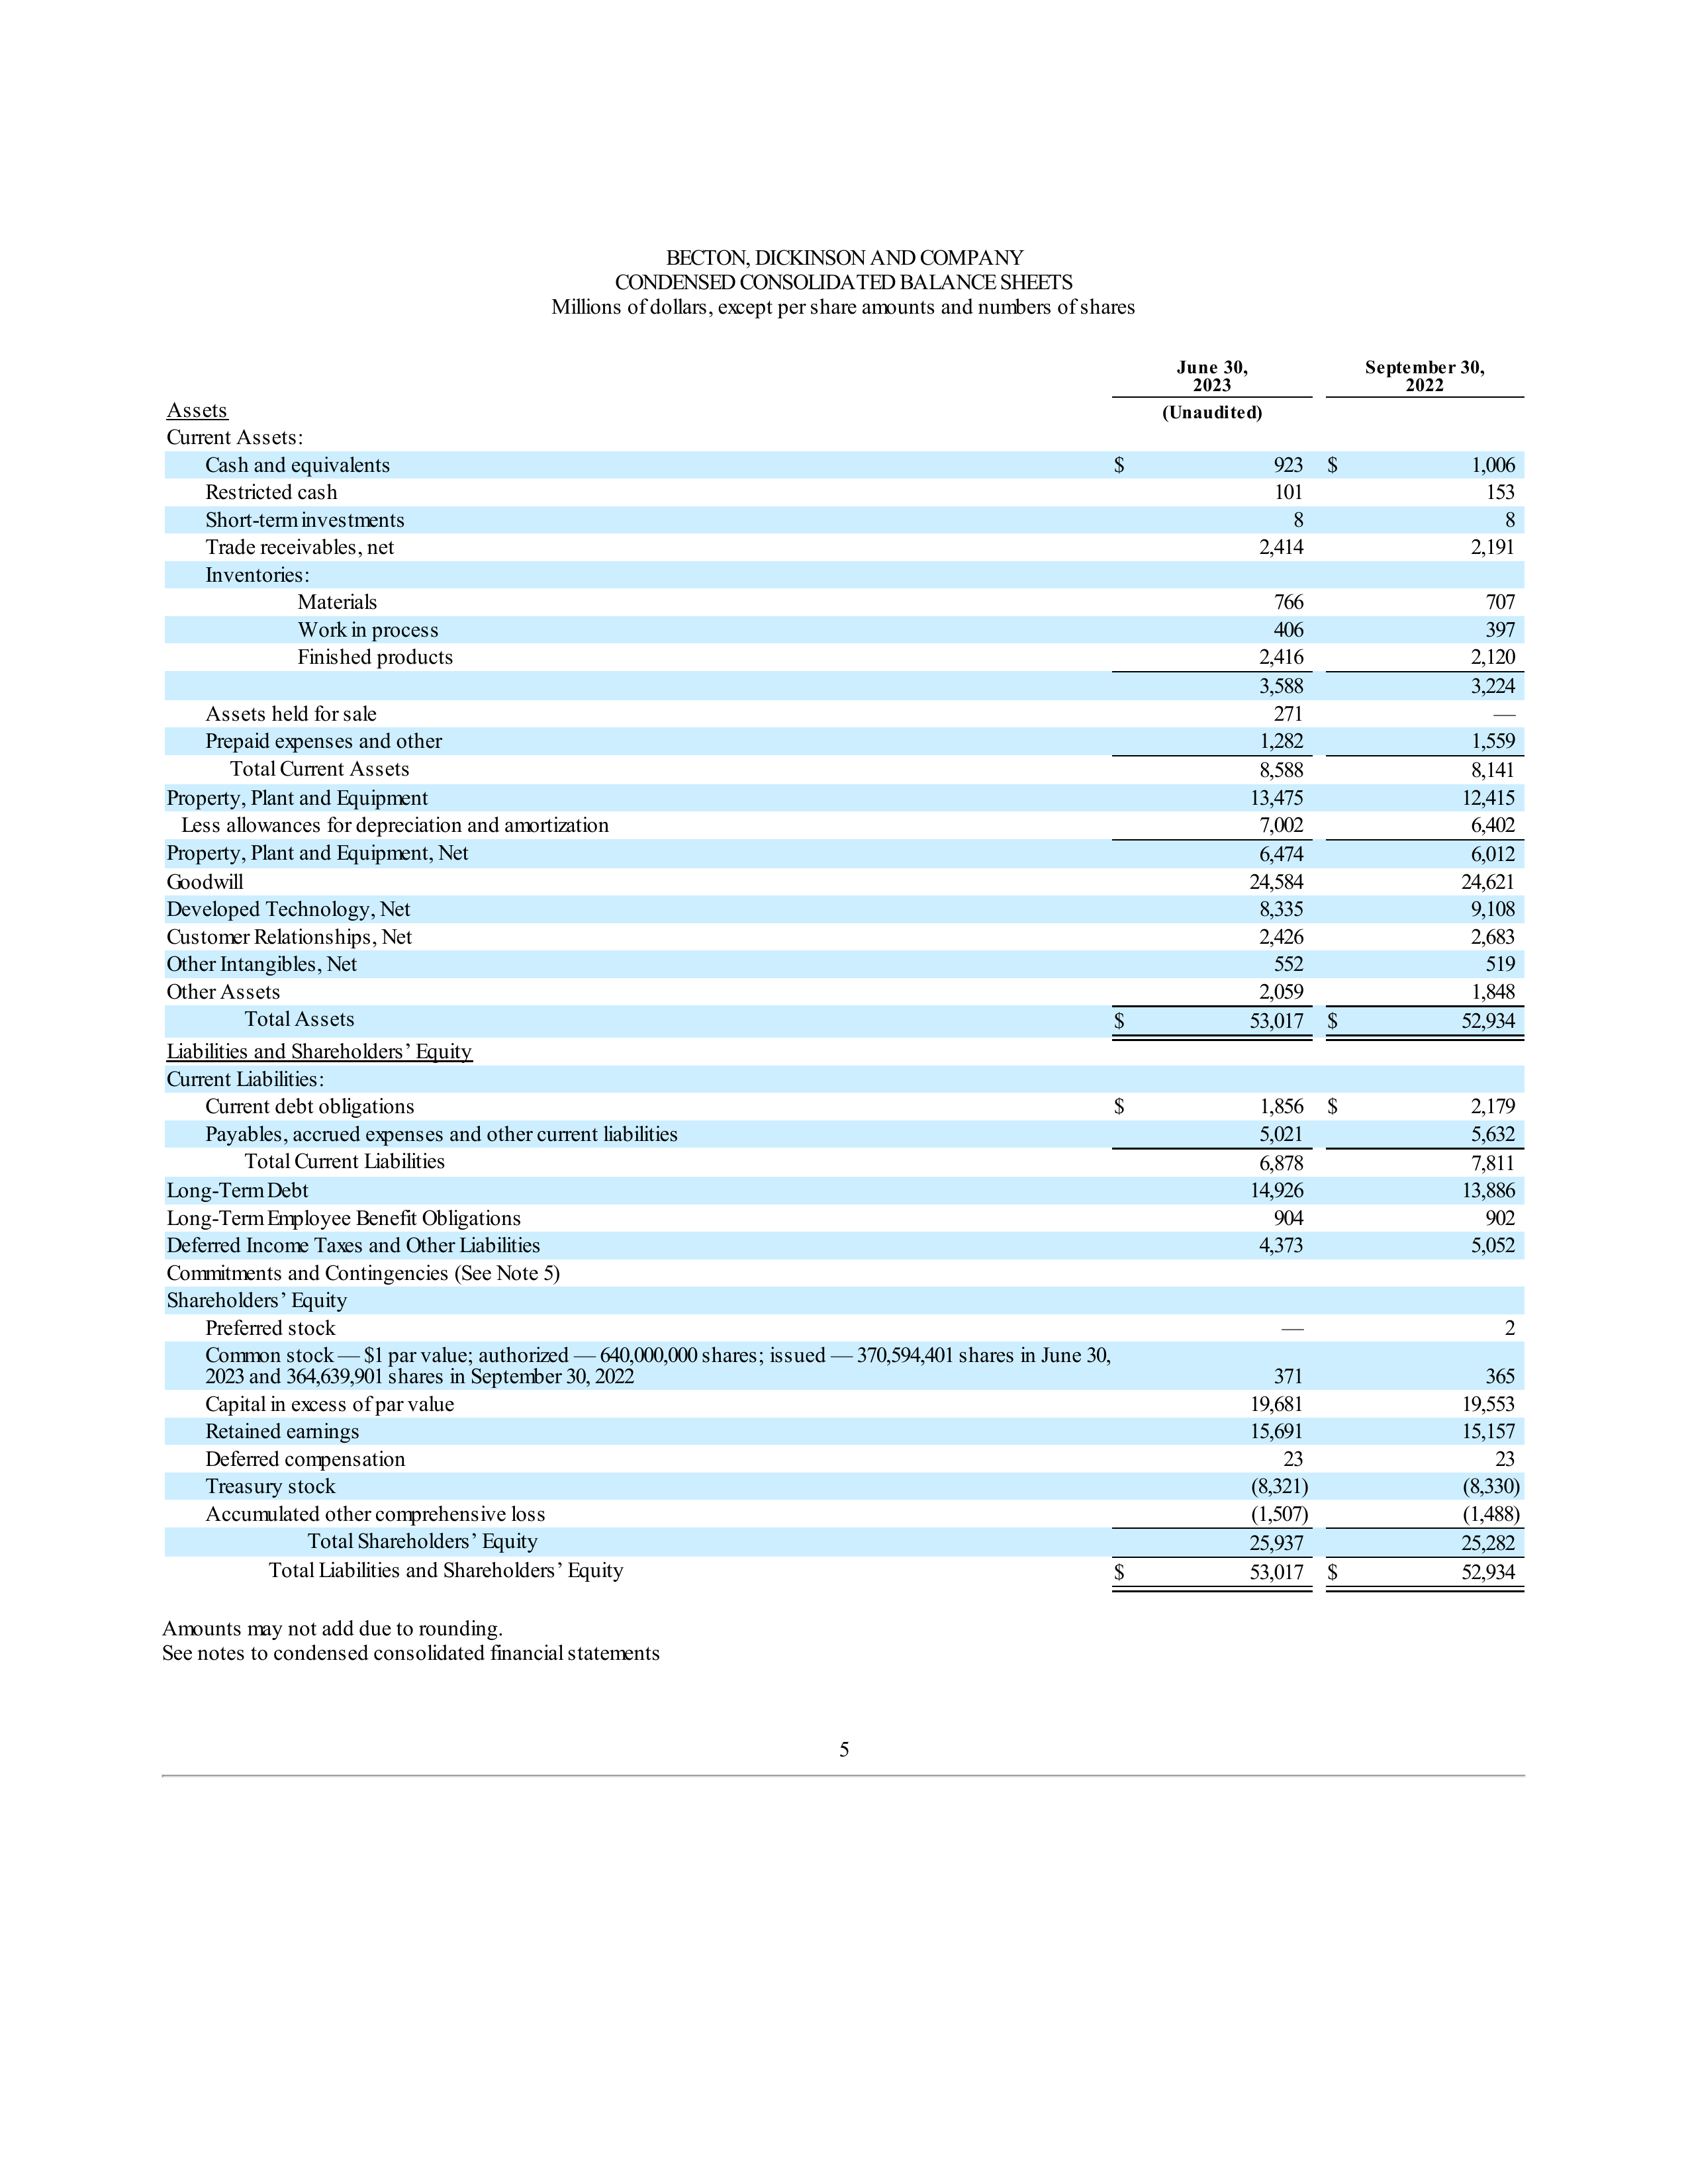 BECTON, DICKINSON AND COMPANY
CONDENSED CONSOLIDATED BALANCE SHEETS
Millions of dollars, except per share amounts and numbers of shares
June 30, 2023 September 30, 2022
Assets (Unaudited)
Current Assets:
Cash and equivalents $ 923 $ 1,006
Restricted cash 101 153
Short-term investments 8 8
Trade receivables, net 2,414 2,191
Inventories:
Materials 766 707
Work in process 406 397
Finished products 2,416 2,120
3,588 3,224
Assets held for sale 271 —
Prepaid expenses and other 1,282 1,559
Total Current Assets 8,588 8,141
Property, Plant and Equipment 13,475 12,415
Less allowances for depreciation and amortization 7,002 6,402
Property, Plant and Equipment, Net 6,474 6,012
Goodwill 24,584 24,621
Developed Technology, Net 8,335 9,108
Customer Relationships, Net 2,426 2,683
Other Intangibles, Net 552 519
Other Assets 2,059 1,848
Total Assets $ 53,017 $ 52,934
Liabilities and Shareholders’ Equity
Current Liabilities:
Current debt obligations $ 1,856 $ 2,179
Payables, accrued expenses and other current liabilities 5,021 5,632
Total Current Liabilities 6,878 7,811
Long-Term Debt 14,926 13,886
Long-Term Employee Benefit Obligations 904 902
Deferred Income Taxes and Other Liabilities 4,373 5,052
Commitments and Contingencies (See Note 5)
Shareholders’ Equity
Preferred stock — 2
Common stock — $1 par value; authorized — 640,000,000 shares; issued — 370,594,401 shares in June 30,
2023 and 364,639,901 shares in September 30, 2022 371 365
Capital in excess of par value 19,681 19,553
Retained earnings 15,691 15,157
Deferred compensation 23 23
Treasury stock (8,321) (8,330)
Accumulated other comprehensive loss (1,507) (1,488)
Total Shareholders’ Equity 25,937 25,282
Total Liabilities and Shareholders’ Equity $ 53,017 $ 52,934
Amounts may not add due to rounding.
See notes to condensed consolidated financial statements
5